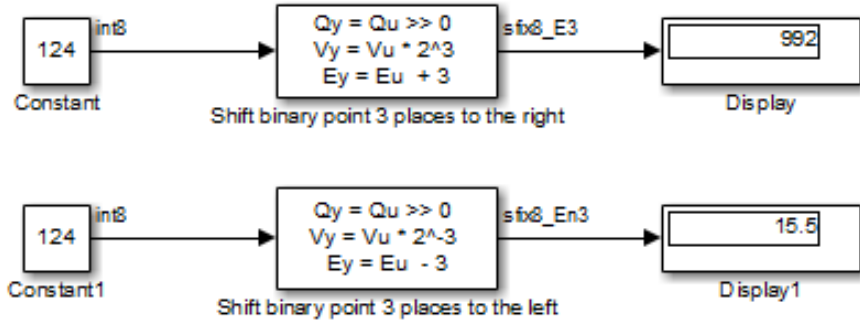 124
int8
Qy = Qu >> 0
Vy = Vu * 2^3
Ey = Eu + 3
sfix8_E3
992
Constant
Shift binary point 3 places to the right
Display
124
int8
Qy = Qu >> 0
Vy = Vu * 2^-3
Ey = Eu - 3
sfix8_En3
15.5
Constant1
Shift binary point 3 places to the left
Display1